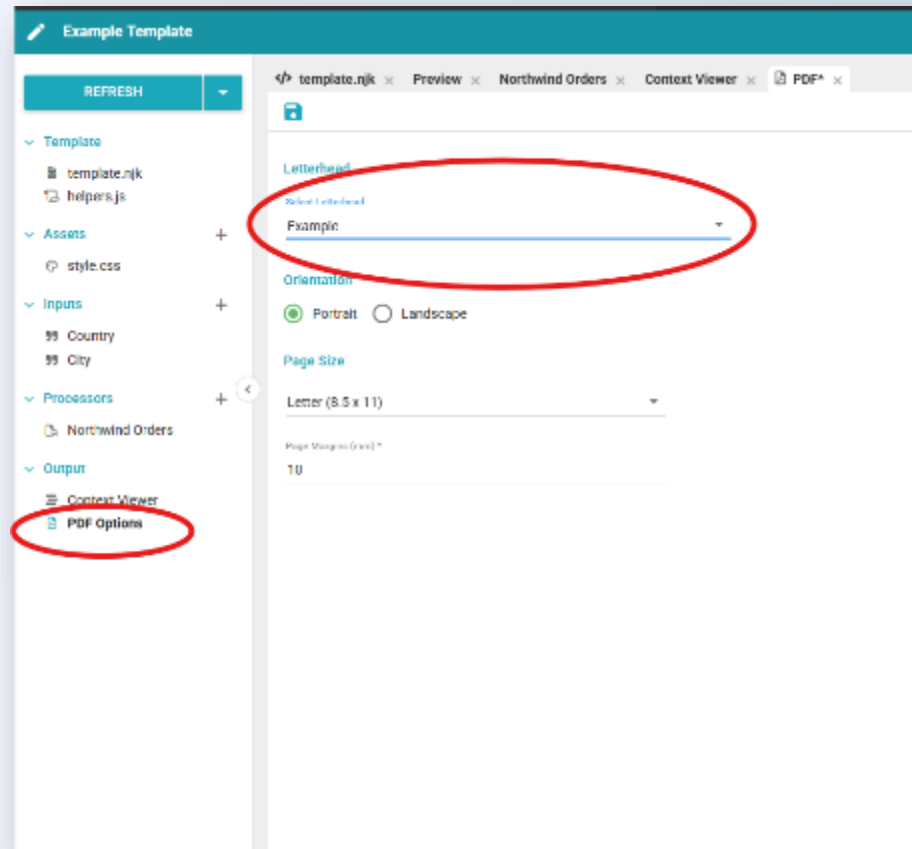 Example Template
REFRESH
Template
template.njk
helpers.js
Assets
style.css
Inputs
Country
City
Processors
Northwind Orders
Output
Context Viewer
PDF Options
template.njk Preview Northwind Orders Context Viewer PDF*
Letterhead
Select Letterhead
Example
Orientation
Portrait Landscape
Page Size
Letter (8.5 x 11)
Page Margins (mm) *
10